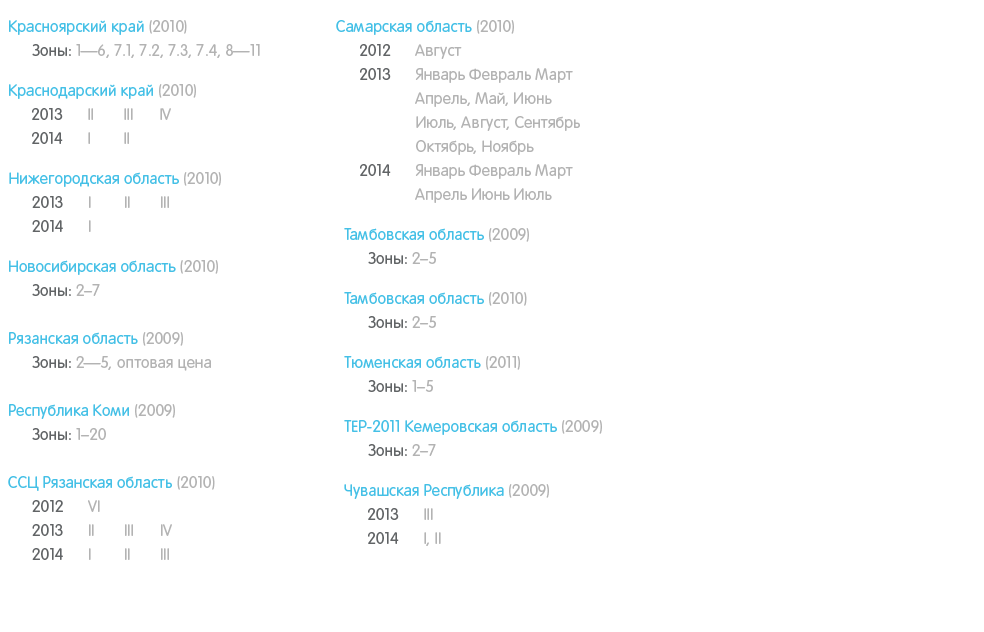 Красноярский край (2010)
Зоны: 1—6, 7.1, 7.2, 7.3, 7.4, 8—11
Краснодарский край (2010)
2013 II III IV
2014 I II
Нижегородская область (2010)
2013 I II III
2014 I
Новосибирская область (2010)
Зоны: 2–7
Рязанская область (2009)
Зоны: 2—5, оптовая цена
Республика Коми (2009)
Зоны: 1–20
ССЦ Рязанская область (2010)
2012 VI
2013 II III IV
2014 I II III
Самарская область (2010)
2012 Август
2013 Январь Февраль Март
Апрель, Май, Июнь
Июль, Август, Сентябрь
Октябрь, Ноябрь
2014 Январь Февраль Март
Апрель Июнь Июль
Тамбовская область (2009)
Зоны: 2–5
Тамбовская область (2010)
Зоны: 2–5
Тюменская область (2011)
Зоны: 1–5
ТЕР-2011 Кемеровская область (2009)
Зоны: 2–7
Чувашская Республика (2009)
2013 III
2014 I, II